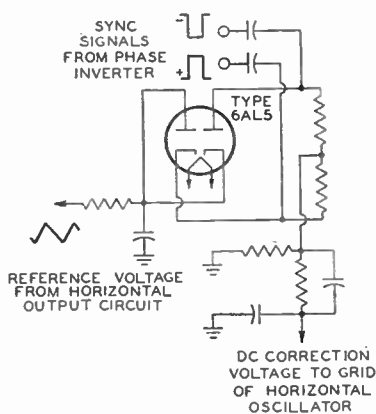 SYNC
SIGNALS
FROM PHASE
INVERTER
−
+
TYPE
6AL5
REFERENCE VOLTAGE
FROM HORIZONTAL
OUTPUT CIRCUIT
DC CORRECTION
VOLTAGE TO GRID
OF HORIZONTAL
OSCILLATOR